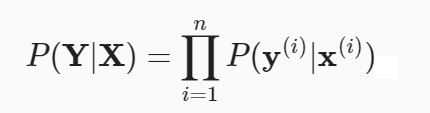 P(Y|X) = ∏_{i=1}^{n} P(y^{(i)}|x^{(i)})